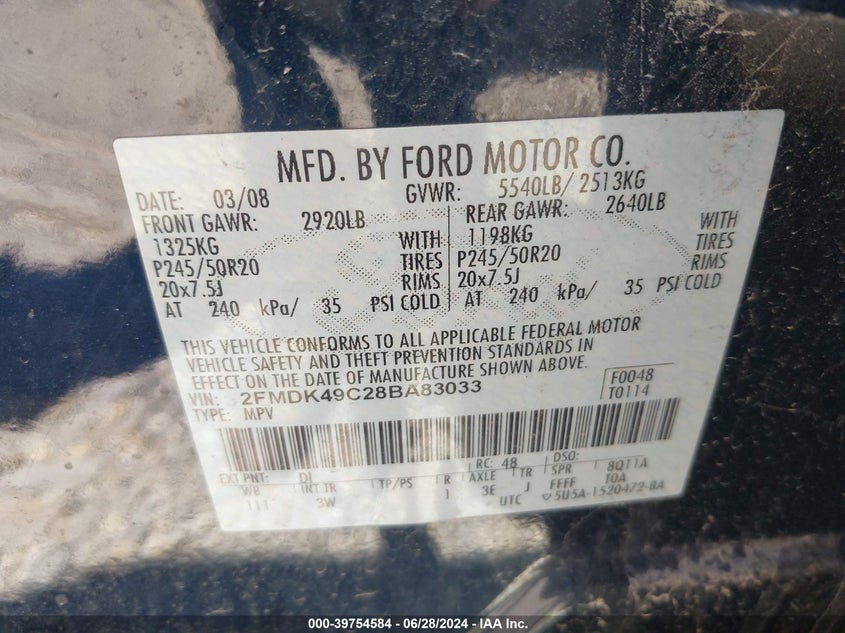 MFD. BY FORD MOTOR CO.
DATE: 03/08 GVWR: 5540LB/ 2513KG
FRONT GAWR: 2920LB REAR GAWR: 2640LB
1325KG WITH 1198KG WITH
P245/50R20 TIRES P245/50R20 TIRES
20x7.5J RIMS 20x7.5J RIMS
AT 240 kPa/ 35 PSI COLD AT 240 kPa/ 35 PSI COLD
THIS VEHICLE CONFORMS TO ALL APPLICABLE FEDERAL MOTOR
VEHICLE SAFETY AND THEFT PREVENTION STANDARDS IN
EFFECT ON THE DATE OF MANUFACTURE SHOWN ABOVE.
VIN: 2FMDK49C28BA83033 F0048
TYPE: MPV T0114
EXT PNT: DJ RC: 48 DSO:
WB INT TR TP/PS R AXLE TR SPR 8Q11A
111 3W 1 3E J FFFF T0A
UTC 5U5A-1520472-BA
000-39754584 - 06/28/2024 - IAA Inc.